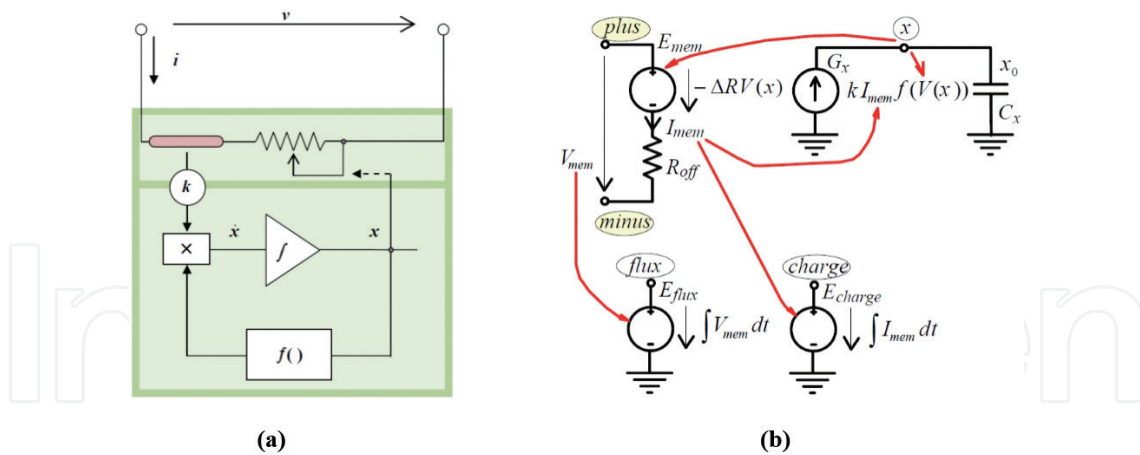 v
i
k
ẋ
x
×
∫
f()
(a)
plus
E_mem
x
G_x
x_0
−ΔRV(x)
k I_mem f(V(x))
C_x
I_mem
V_mem
R_off
minus
flux
charge
E_flux
E_charge
∫V_mem dt
∫I_mem dt
(b)